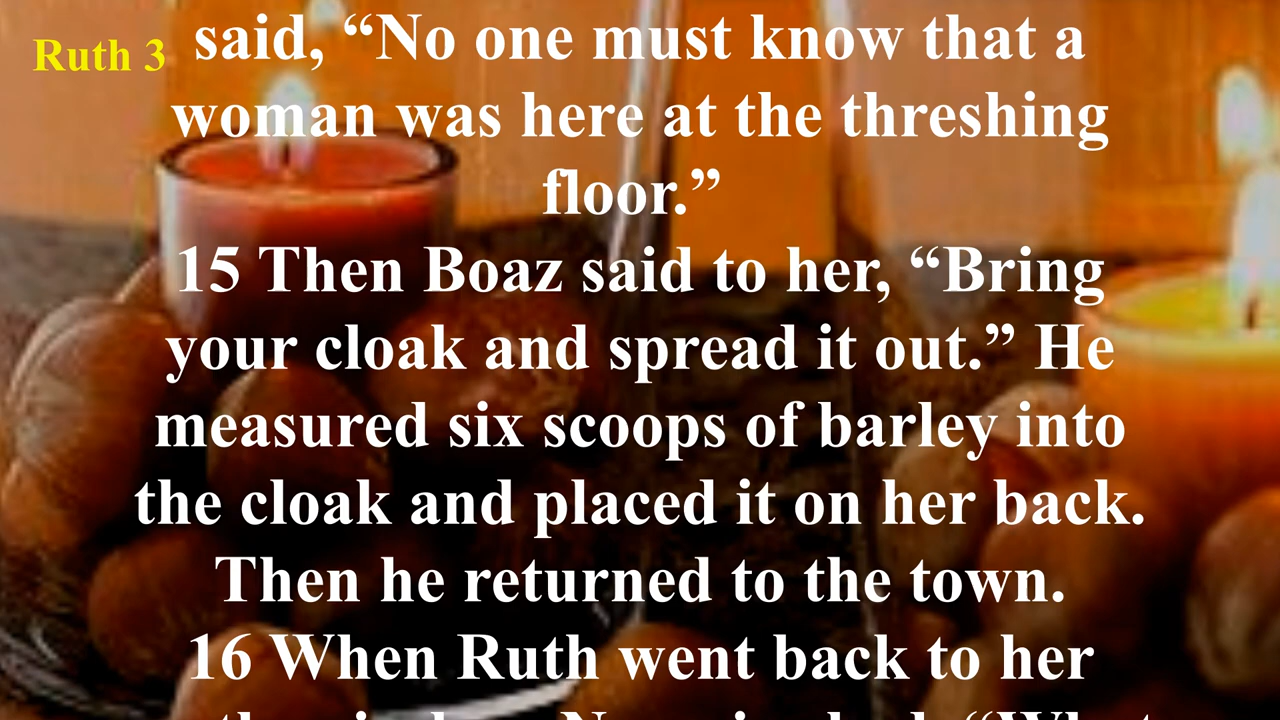 Ruth 3
said, “No one must know that a
woman was here at the threshing
floor.”
15 Then Boaz said to her, “Bring
your cloak and spread it out.” He
measured six scoops of barley into
the cloak and placed it on her back.
Then he returned to the town.
16 When Ruth went back to her